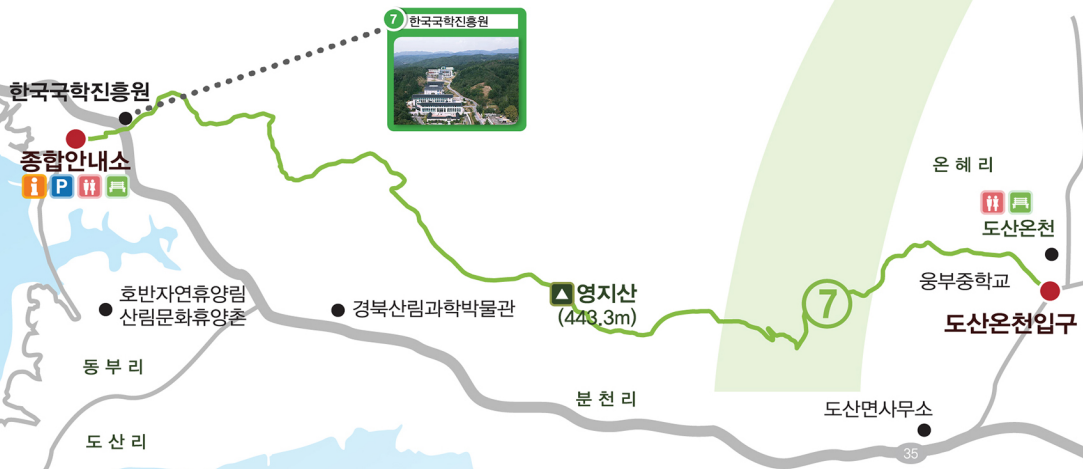 7 한국국학진흥원
한국국학진흥원
종합안내소
i P
온혜리
도산온천
웅부중학교
도산온천입구
영지산
(443.3m)
7
호반자연휴양림
산림문화휴양촌
경북산림과학박물관
동부리
분천리
도산면사무소
도산리
35